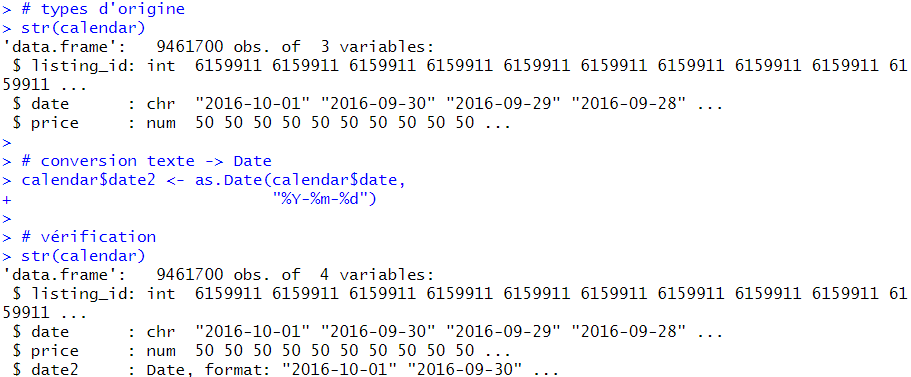 > # types d'origine
> str(calendar)
'data.frame':   9461700 obs. of  3 variables:
 $ listing_id: int  6159911 6159911 6159911 6159911 6159911 6159911 6159911 6159911 6159911 61
59911 ...
 $ date      : chr  "2016-10-01" "2016-09-30" "2016-09-29" "2016-09-28" ...
 $ price     : num  50 50 50 50 50 50 50 50 50 50 ...
>
> # conversion texte -> Date
> calendar$date2 <- as.Date(calendar$date,
+                           "%Y-%m-%d")
>
> # vérification
> str(calendar)
'data.frame':   9461700 obs. of  4 variables:
 $ listing_id: int  6159911 6159911 6159911 6159911 6159911 6159911 6159911 6159911 6159911 61
59911 ...
 $ date      : chr  "2016-10-01" "2016-09-30" "2016-09-29" "2016-09-28" ...
 $ price     : num  50 50 50 50 50 50 50 50 50 50 ...
 $ date2     : Date, format: "2016-10-01" "2016-09-30" ...